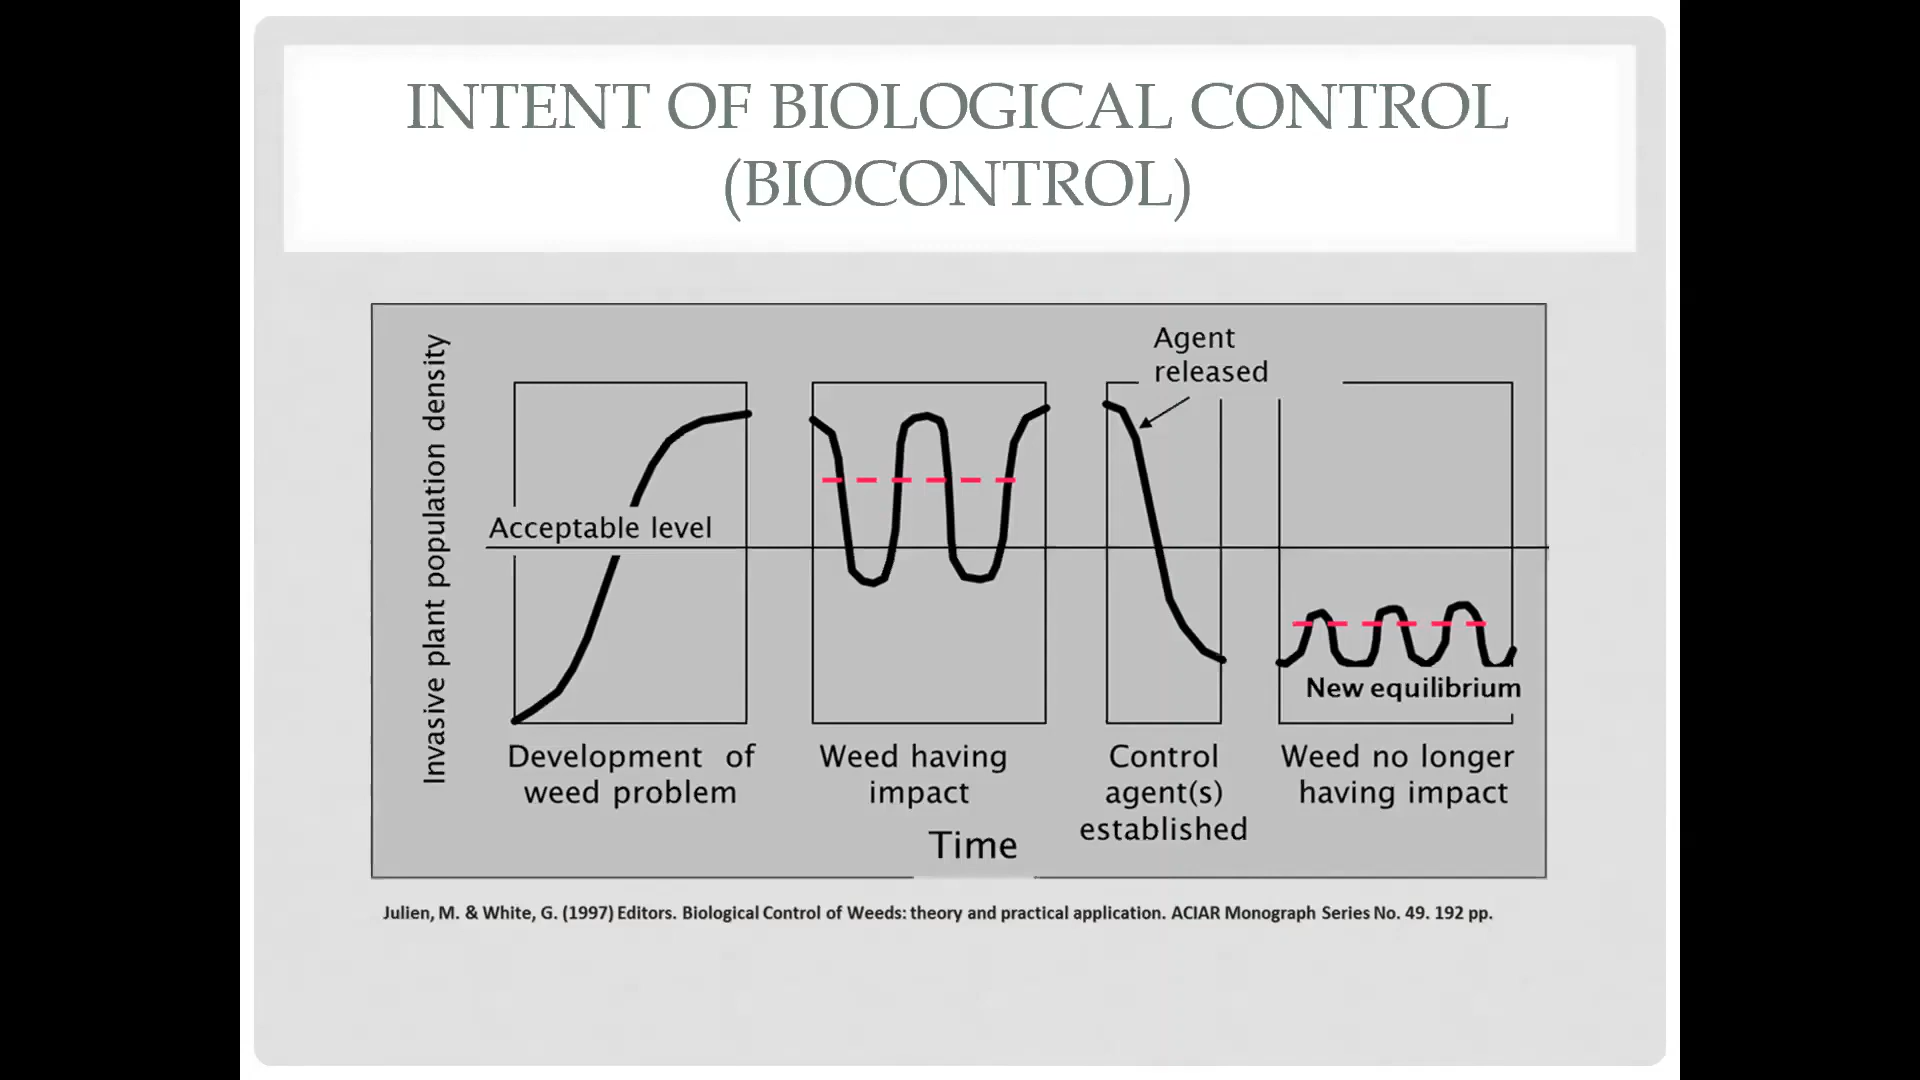 INTENT OF BIOLOGICAL CONTROL
(BIOCONTROL)
Invasive plant population density
Agent
released
Acceptable level
New equilibrium
Development of
weed problem
Weed having
impact
Control
agent(s)
established
Weed no longer
having impact
Time
Julien, M. & White, G. (1997) Editors. Biological Control of Weeds: theory and practical application. ACIAR Monograph Series No. 49. 192 pp.